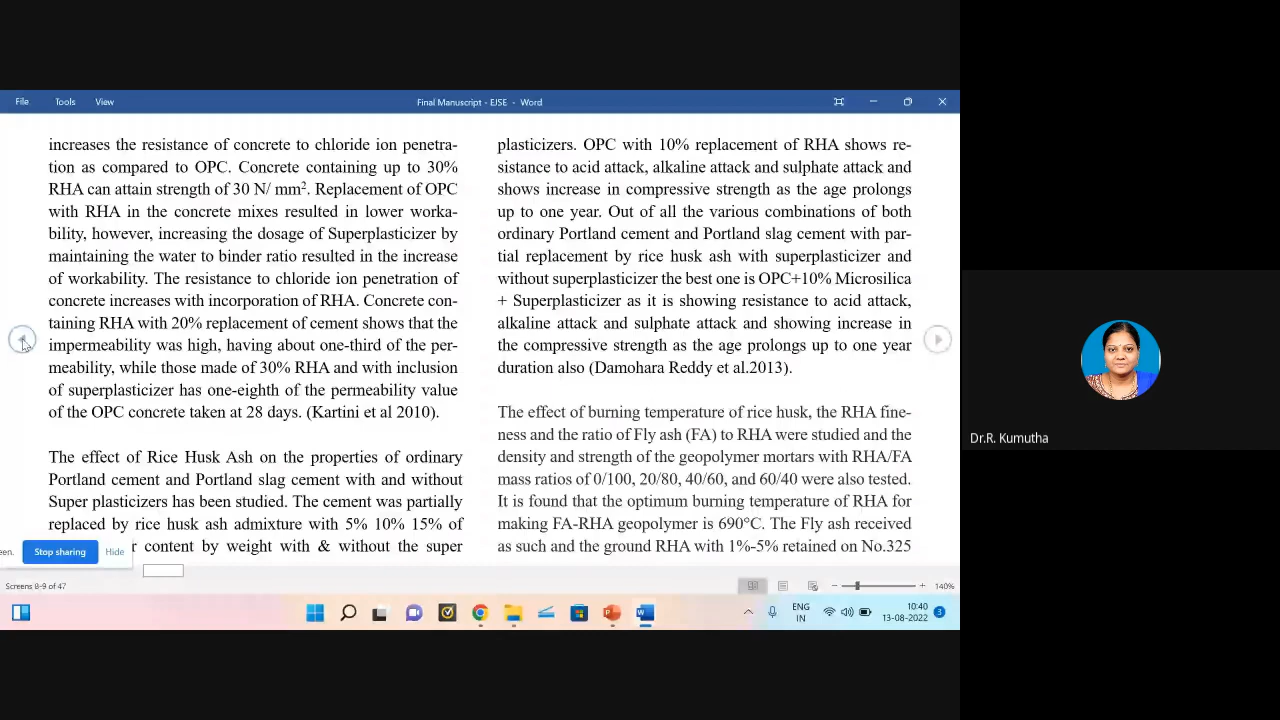 File Tools View Final Manuscript - EJSE - Word
increases the resistance of concrete to chloride ion penetra-
tion as compared to OPC. Concrete containing up to 30%
RHA can attain strength of 30 N/ mm². Replacement of OPC
with RHA in the concrete mixes resulted in lower worka-
bility, however, increasing the dosage of Superplasticizer by
maintaining the water to binder ratio resulted in the increase
of workability. The resistance to chloride ion penetration of
concrete increases with incorporation of RHA. Concrete con-
taining RHA with 20% replacement of cement shows that the
impermeability was high, having about one-third of the per-
meability, while those made of 30% RHA and with inclusion
of superplasticizer has one-eighth of the permeability value
of the OPC concrete taken at 28 days. (Kartini et al 2010).
The effect of Rice Husk Ash on the properties of ordinary
Portland cement and Portland slag cement with and without
Super plasticizers has been studied. The cement was partially
replaced by rice husk ash admixture with 5% 10% 15% of
r content by weight with & without the super
plasticizers. OPC with 10% replacement of RHA shows re-
sistance to acid attack, alkaline attack and sulphate attack and
shows increase in compressive strength as the age prolongs
up to one year. Out of all the various combinations of both
ordinary Portland cement and Portland slag cement with par-
tial replacement by rice husk ash with superplasticizer and
without superplasticizer the best one is OPC+10% Microsilica
+ Superplasticizer as it is showing resistance to acid attack,
alkaline attack and sulphate attack and showing increase in
the compressive strength as the age prolongs up to one year
duration also (Damohara Reddy et al.2013).
The effect of burning temperature of rice husk, the RHA fine-
ness and the ratio of Fly ash (FA) to RHA were studied and the
density and strength of the geopolymer mortars with RHA/FA
mass ratios of 0/100, 20/80, 40/60, and 60/40 were also tested.
It is found that the optimum burning temperature of RHA for
making FA-RHA geopolymer is 690°C. The Fly ash received
as such and the ground RHA with 1%-5% retained on No.325
een. Stop sharing Hide
Screens 8-9 of 47
140%
ENG
IN
10:40
13-08-2022
3
Dr.R. Kumutha